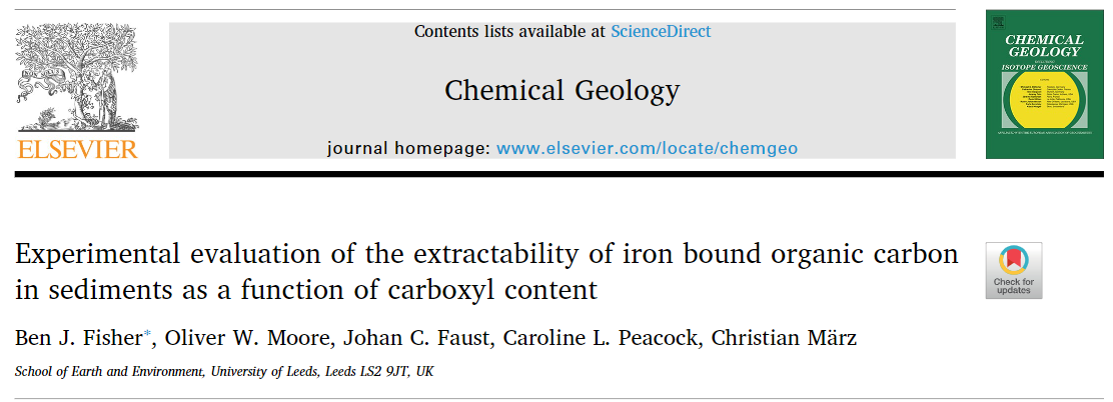 Contents lists available at ScienceDirect
Chemical Geology
journal homepage: www.elsevier.com/locate/chemgeo
ELSEVIER
CHEMICAL
GEOLOGY
ISOTOPE GEOSCIENCE
Experimental evaluation of the extractability of iron bound organic carbon
in sediments as a function of carboxyl content
Check for
updates
Ben J. Fisher*, Oliver W. Moore, Johan C. Faust, Caroline L. Peacock, Christian März
School of Earth and Environment, University of Leeds, Leeds LS2 9JT, UK